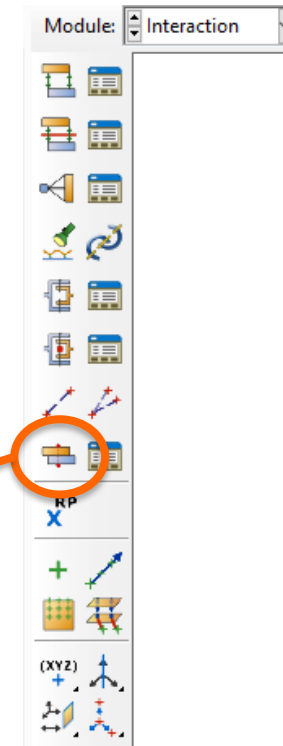 Module: Interaction
RP
X
(XYZ)